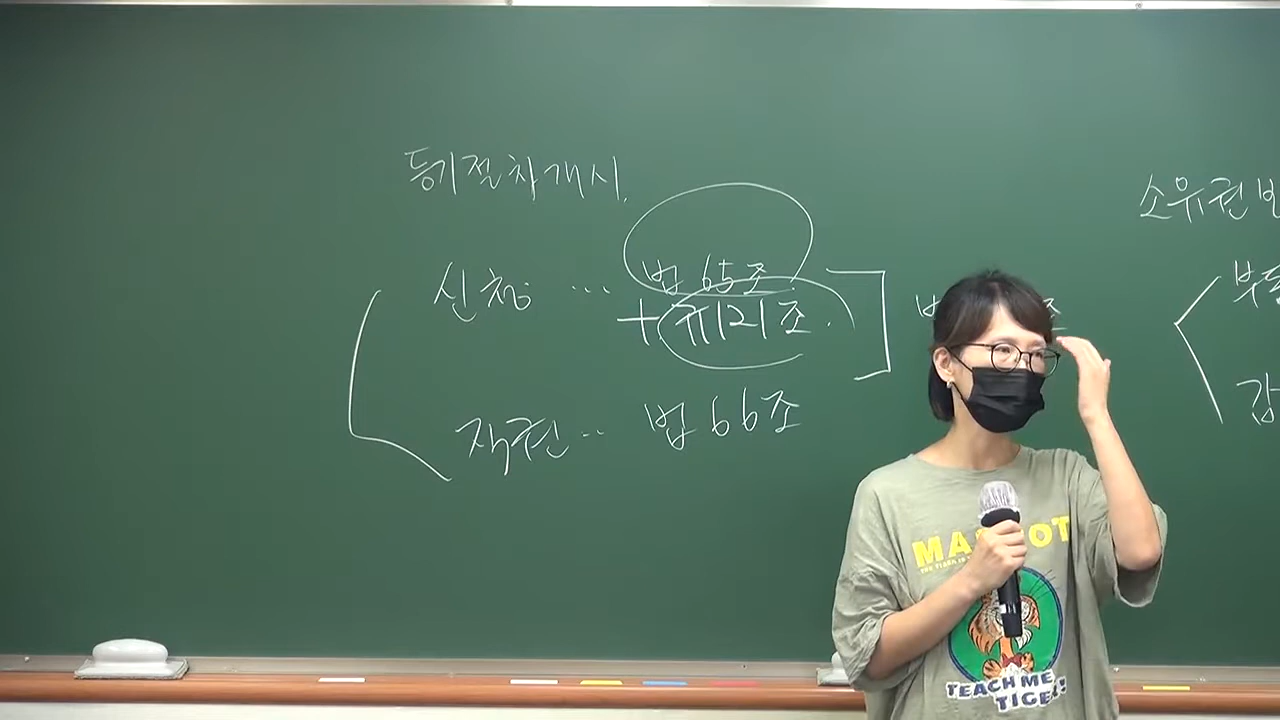 등기절차개시.
신청 ... 법 65조
+ 규121조.
직권.. 법 66조
소유권
TEACH ME
TIGER!